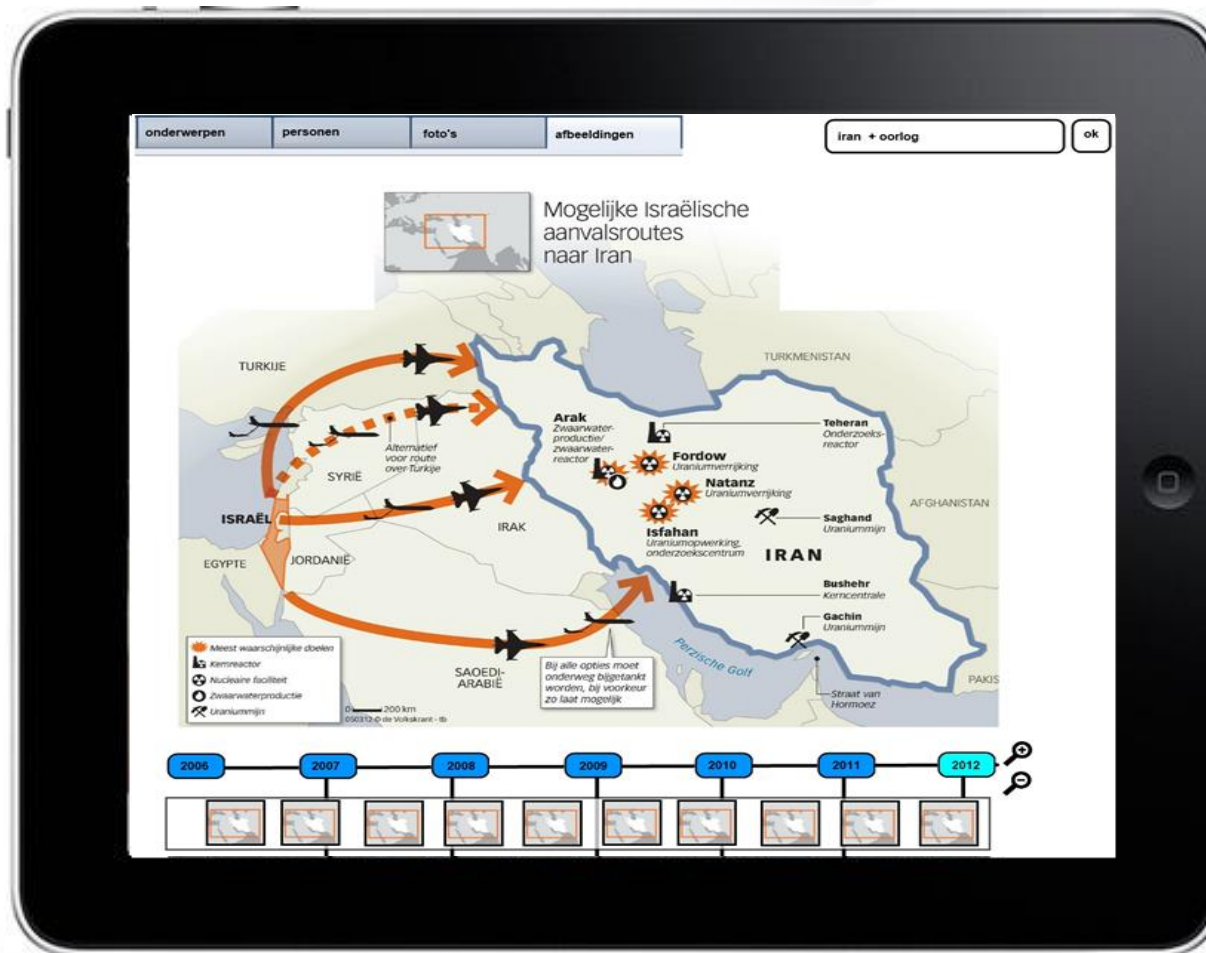 onderwerpen
personen
foto's
afbeeldingen
iran + oorlog
ok
Mogelijke Israëlische
aanvalsroutes
naar Iran
TURKIJE
TURKMENISTAN
Alternatief
voor route
over Turkije
SYRIË
ISRAËL
IRAK
EGYPTE
JORDANIË
SAOEDI-
ARABIË
Arak
Zwaarwater-
productie/
zwaarwater-
reactor
Teheran
Onderzoeks-
reactor
Fordow
Uraniumverrijking
Natanz
Uraniumverrijking
AFGHANISTAN
Isfahan
Uraniumopwerking,
onderzoekscentrum
Saghand
Uraniummijn
IRAN
Bushehr
Kerncentrale
Gachin
Uraniummijn
Perzische Golf
PAKIS
Straat van
Hormoez
Bij alle opties moet
onderweg bijgetankt
worden, bij voorkeur
zo laat mogelijk
Meest waarschijnlijke doelen
Kernreactor
Nucleaire faciliteit
Zwaarwaterproductie
Uraniummijn
0 200 km
050312 © de Volkskrant - tb
2006
2007
2008
2009
2010
2011
2012